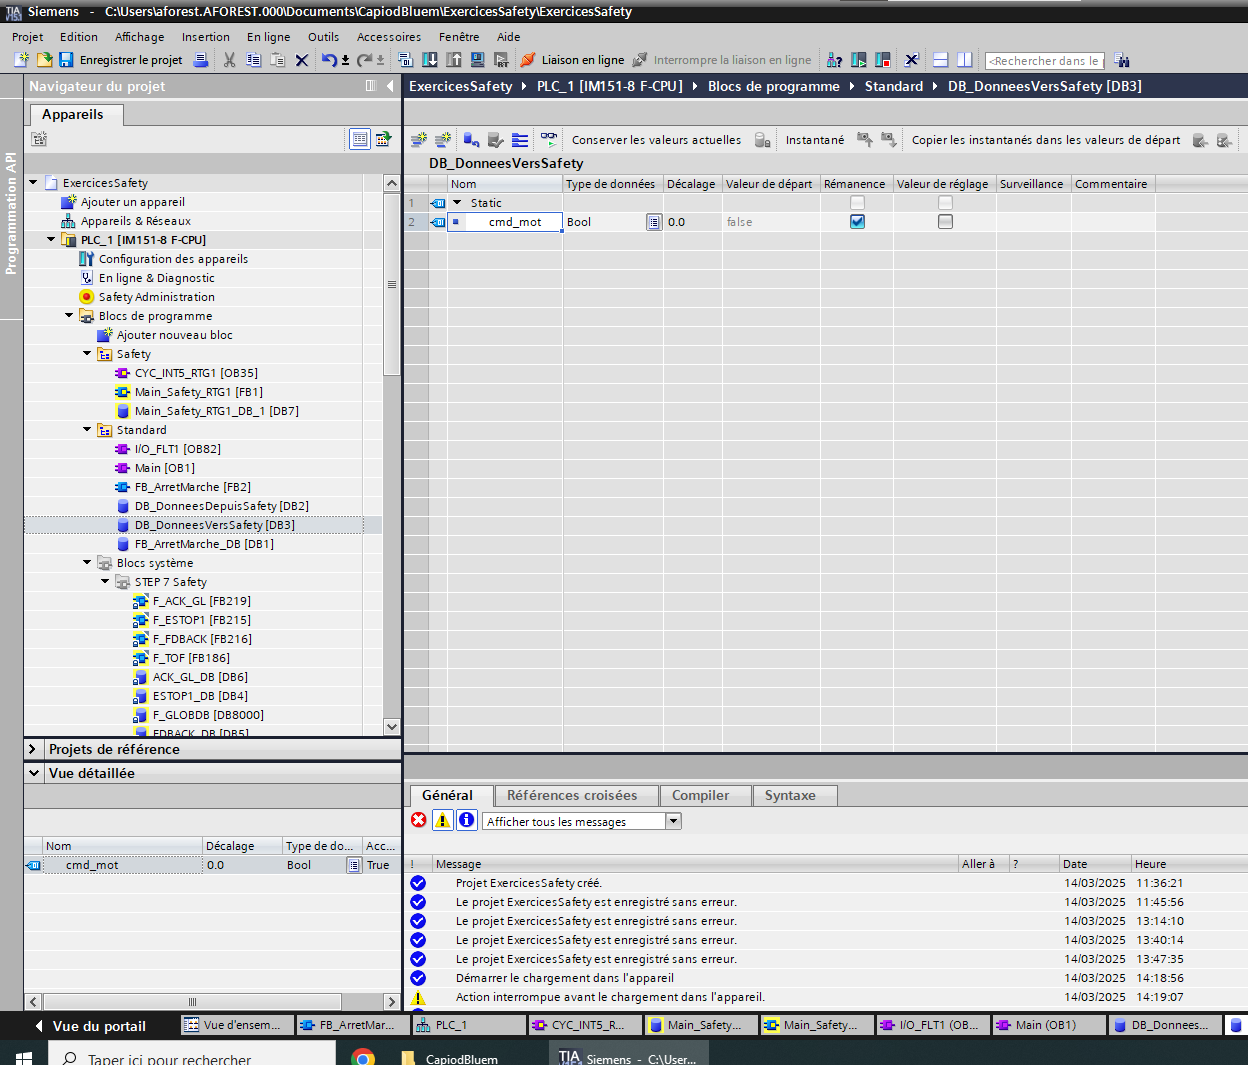 Siemens - C:\Users\aforest.AFOREST.000\Documents\CapiodBluem\ExercicesSafety\ExercicesSafety
Projet Edition Affichage Insertion En ligne Outils Accessoires Fenêtre Aide
Enregistrer le projet Liaison en ligne Interrompre la liaison en ligne <Rechercher dans le p
Navigateur du projet
ExercicesSafety PLC_1 [IM151-8 F-CPU] Blocs de programme Standard DB_DonneesVersSafety [DB3]
Appareils
Programmation API
Conserver les valeurs actuelles Instantané Copier les instantanés dans les valeurs de départ
DB_DonneesVersSafety
Nom Type de données Décalage Valeur de départ Rémanence Valeur de réglage Surveillance Commentaire
1 Static
2 cmd_mot Bool 0.0 false
ExercicesSafety
Ajouter un appareil
Appareils & Réseaux
PLC_1 [IM151-8 F-CPU]
Configuration des appareils
En ligne & Diagnostic
Safety Administration
Blocs de programme
Ajouter nouveau bloc
Safety
CYC_INT5_RTG1 [OB35]
Main_Safety_RTG1 [FB1]
Main_Safety_RTG1_DB_1 [DB7]
Standard
I/O_FLT1 [OB82]
Main [OB1]
FB_ArretMarche [FB2]
DB_DonneesDepuisSafety [DB2]
DB_DonneesVersSafety [DB3]
FB_ArretMarche_DB [DB1]
Blocs système
STEP 7 Safety
F_ACK_GL [FB219]
F_ESTOP1 [FB215]
F_FDBACK [FB216]
F_TOF [FB186]
ACK_GL_DB [DB6]
ESTOP1_DB [DB4]
F_GLOBDB [DB8000]
FDBACK_DB [DB5]
Projets de référence
Vue détaillée
Nom Décalage Type de do... Acc...
cmd_mot 0.0 Bool True
Général Références croisées Compiler Syntaxe
Afficher tous les messages
! Message Aller à ? Date Heure
Projet ExercicesSafety créé. 14/03/2025 11:36:21
Le projet ExercicesSafety est enregistré sans erreur. 14/03/2025 11:45:56
Le projet ExercicesSafety est enregistré sans erreur. 14/03/2025 13:14:10
Le projet ExercicesSafety est enregistré sans erreur. 14/03/2025 13:40:14
Le projet ExercicesSafety est enregistré sans erreur. 14/03/2025 13:47:35
Démarrer le chargement dans l'appareil 14/03/2025 14:18:56
Action interrompue avant le chargement dans l'appareil. 14/03/2025 14:19:07
Vue du portail Vue d'ensem... FB_ArretMar... PLC_1 CYC_INT5_R... Main_Safety... Main_Safety... I/O_FLT1 (OB... Main (OB1) DB_Donnees...
Taper ici pour rechercher CapiodBluem TIA Siemens - C:\User...